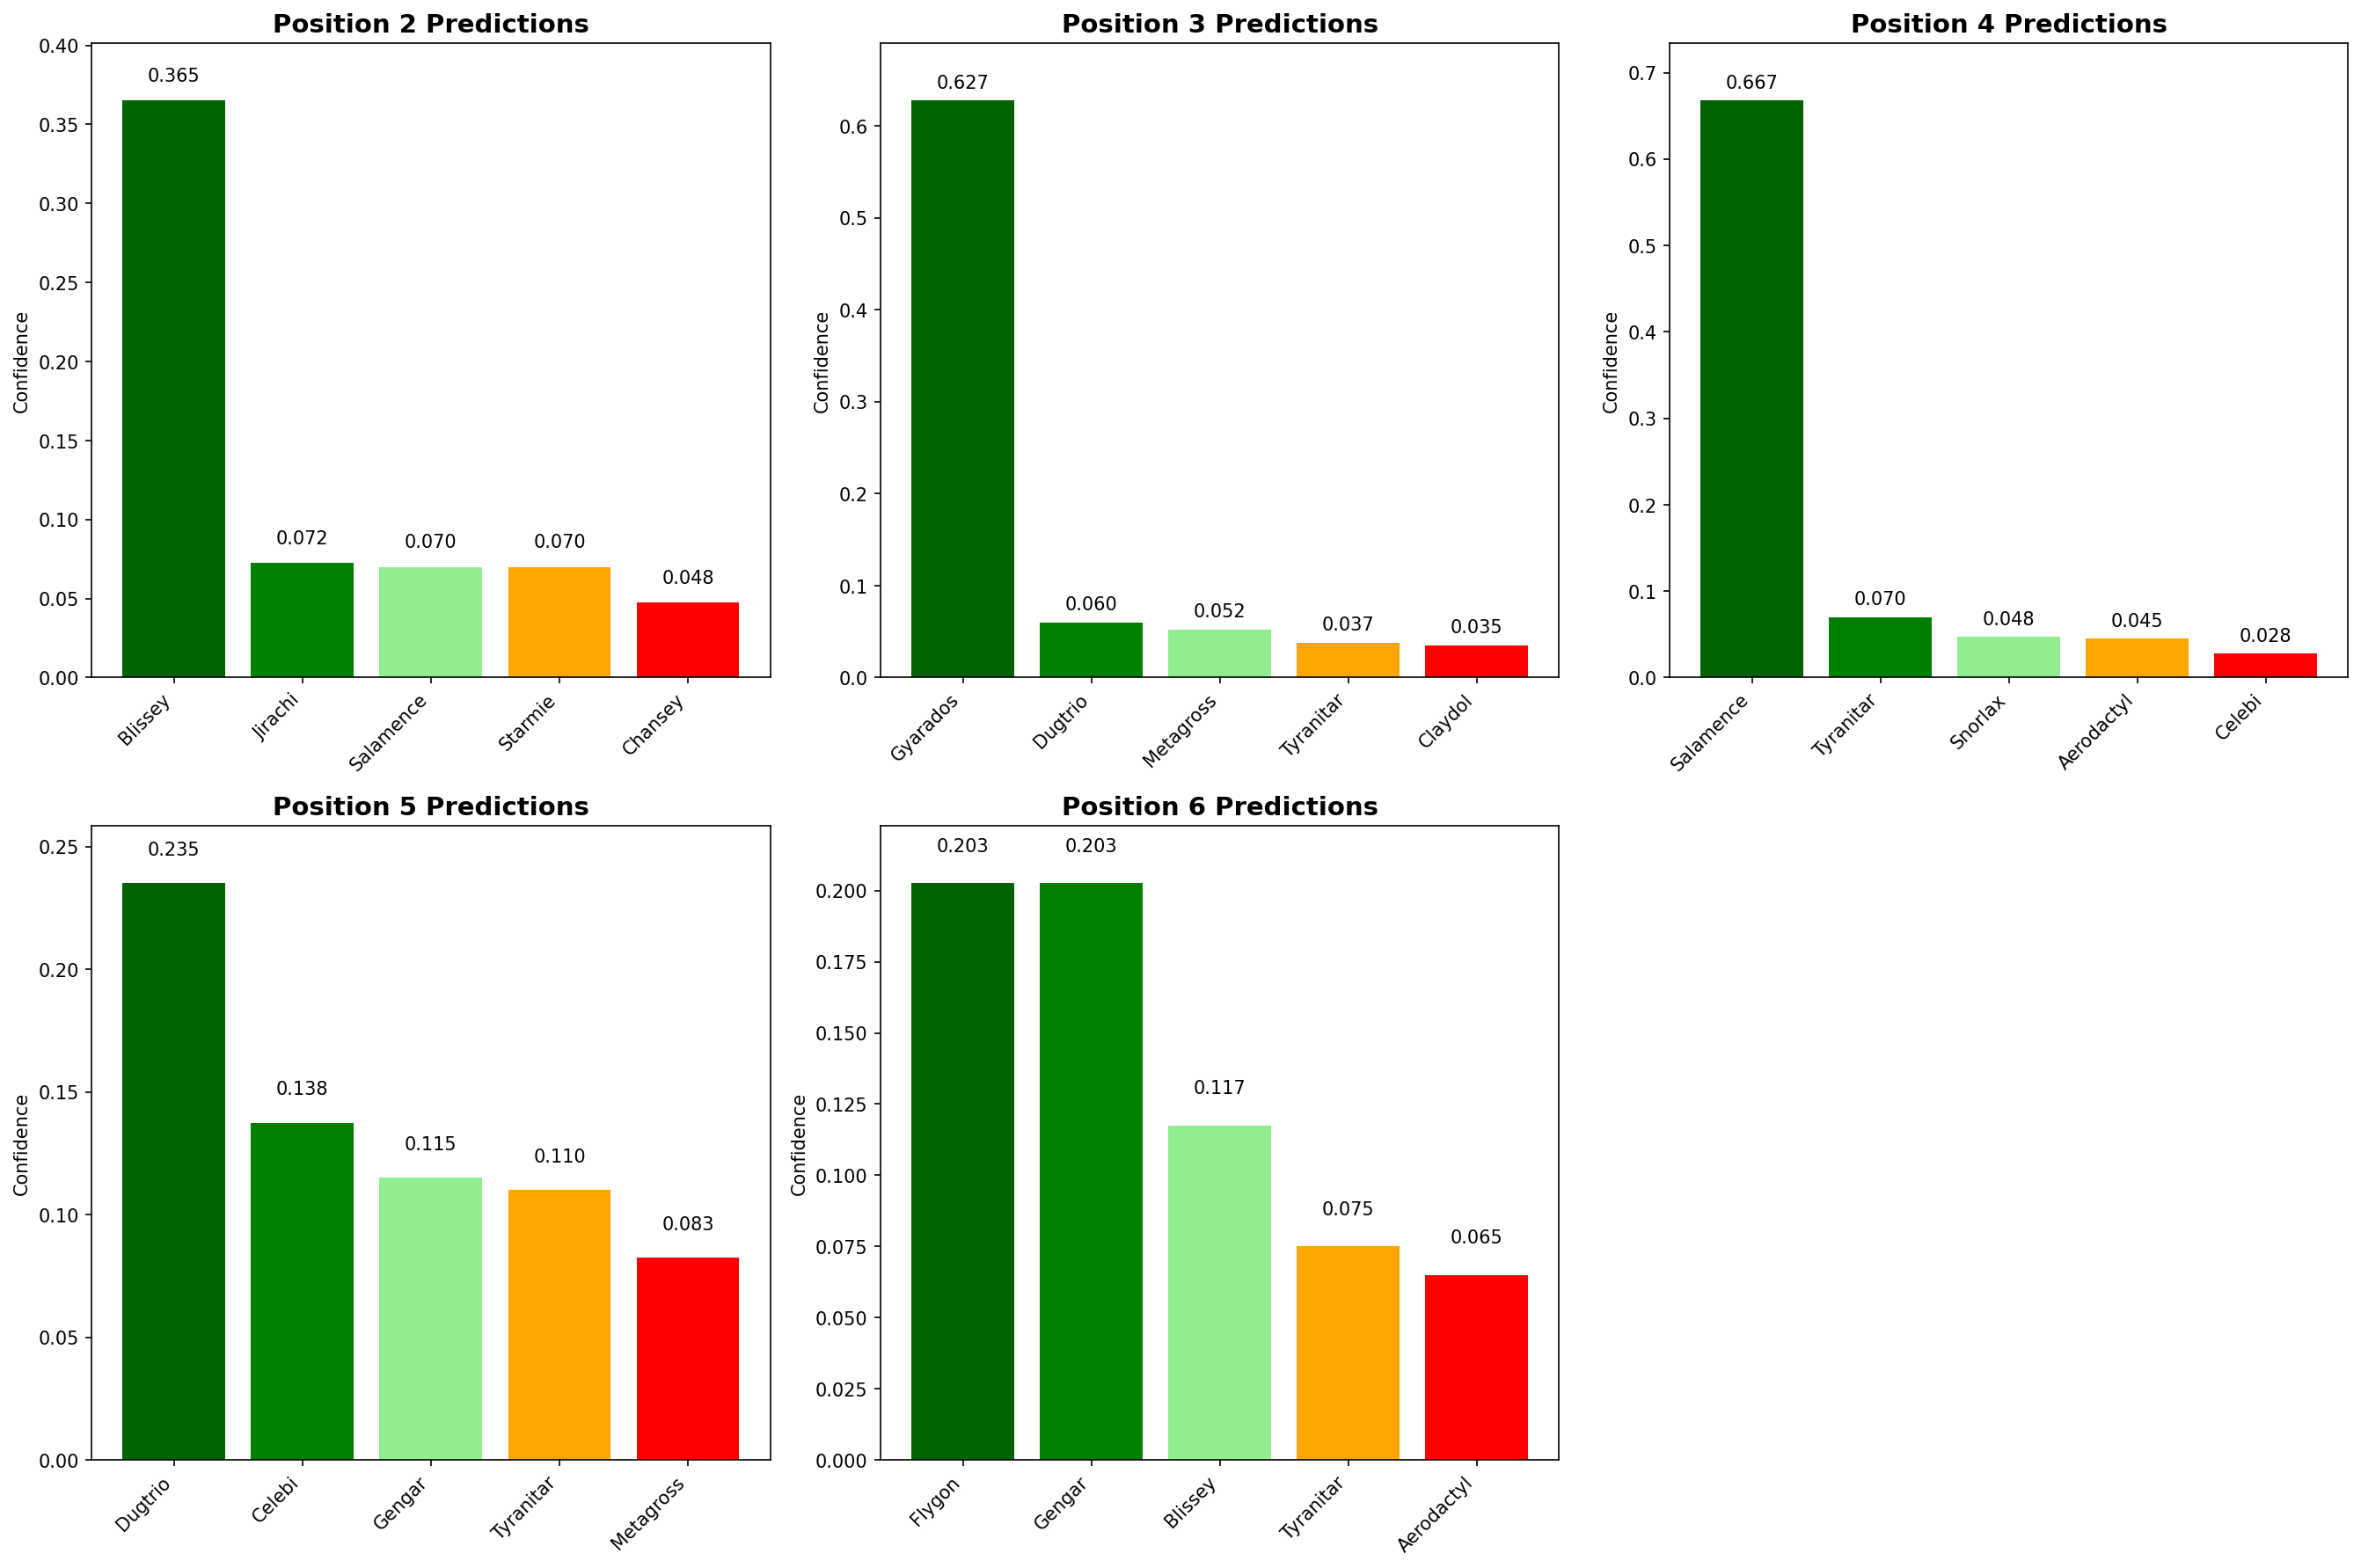 Position 2 Predictions
Confidence
0.40
0.35
0.30
0.25
0.20
0.15
0.10
0.05
0.00
0.365
0.072
0.070
0.070
0.048
Blissey
Jirachi
Salamence
Starmie
Chansey
Position 3 Predictions
Confidence
0.6
0.5
0.4
0.3
0.2
0.1
0.0
0.627
0.060
0.052
0.037
0.035
Gyarados
Dugtrio
Metagross
Tyranitar
Claydol
Position 4 Predictions
Confidence
0.7
0.6
0.5
0.4
0.3
0.2
0.1
0.0
0.667
0.070
0.048
0.045
0.028
Salamence
Tyranitar
Snorlax
Aerodactyl
Celebi
Position 5 Predictions
Confidence
0.25
0.20
0.15
0.10
0.05
0.00
0.235
0.138
0.115
0.110
0.083
Dugtrio
Celebi
Gengar
Tyranitar
Metagross
Position 6 Predictions
Confidence
0.200
0.175
0.150
0.125
0.100
0.075
0.050
0.025
0.000
0.203
0.203
0.117
0.075
0.065
Flygon
Gengar
Blissey
Tyranitar
Aerodactyl